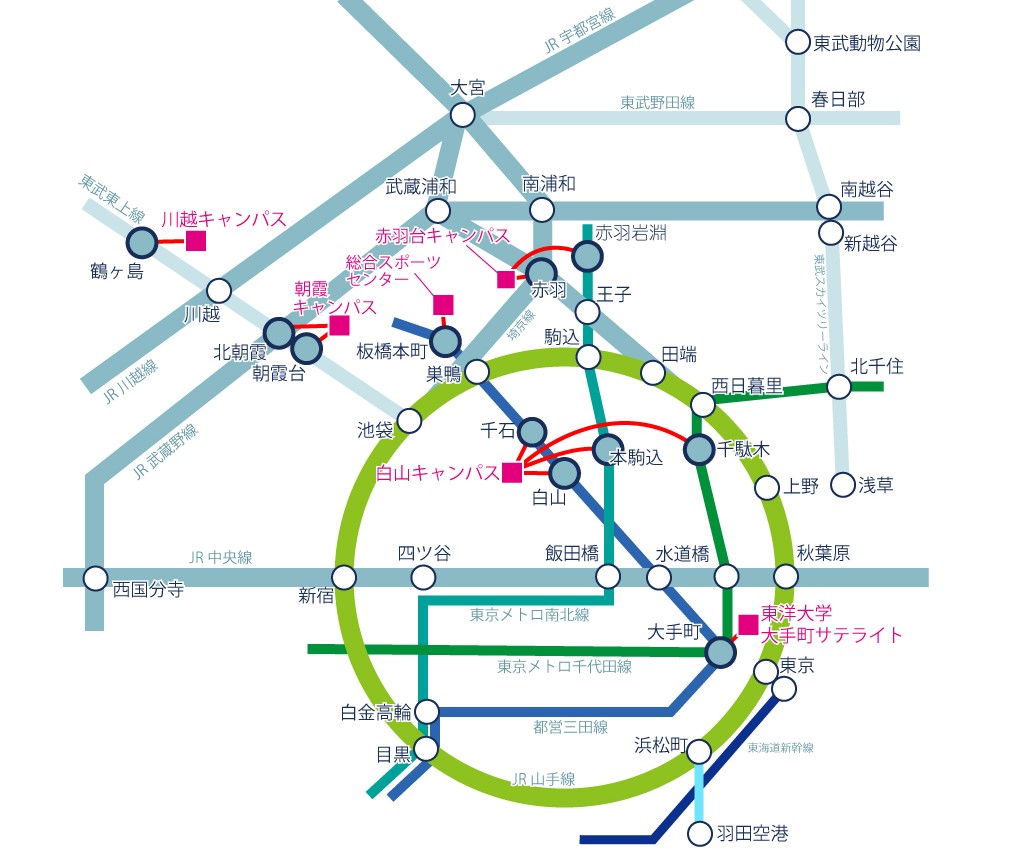 JR 宇都宮線
東武動物公園
大宮
東武野田線
春日部
東武東上線
川越キャンパス
武蔵浦和
南浦和
南越谷
赤羽台キャンパス
赤羽岩淵
新越谷
鶴ヶ島
総合スポーツ
センター
東武スカイツリーライン
朝霞
キャンパス
赤羽
王子
川越
埼京線
駒込
北朝霞
板橋本町
田端
朝霞台
巣鴨
西日暮里
北千住
JR 川越線
池袋
千石
本駒込
千駄木
JR 武蔵野線
白山キャンパス
白山
上野
浅草
JR 中央線
四ツ谷
飯田橋
水道橋
秋葉原
西国分寺
新宿
東京メトロ南北線
大手町
東洋大学
大手町サテライト
東京メトロ千代田線
東京
白金高輪
都営三田線
目黒
浜松町
東海道新幹線
JR 山手線
羽田空港